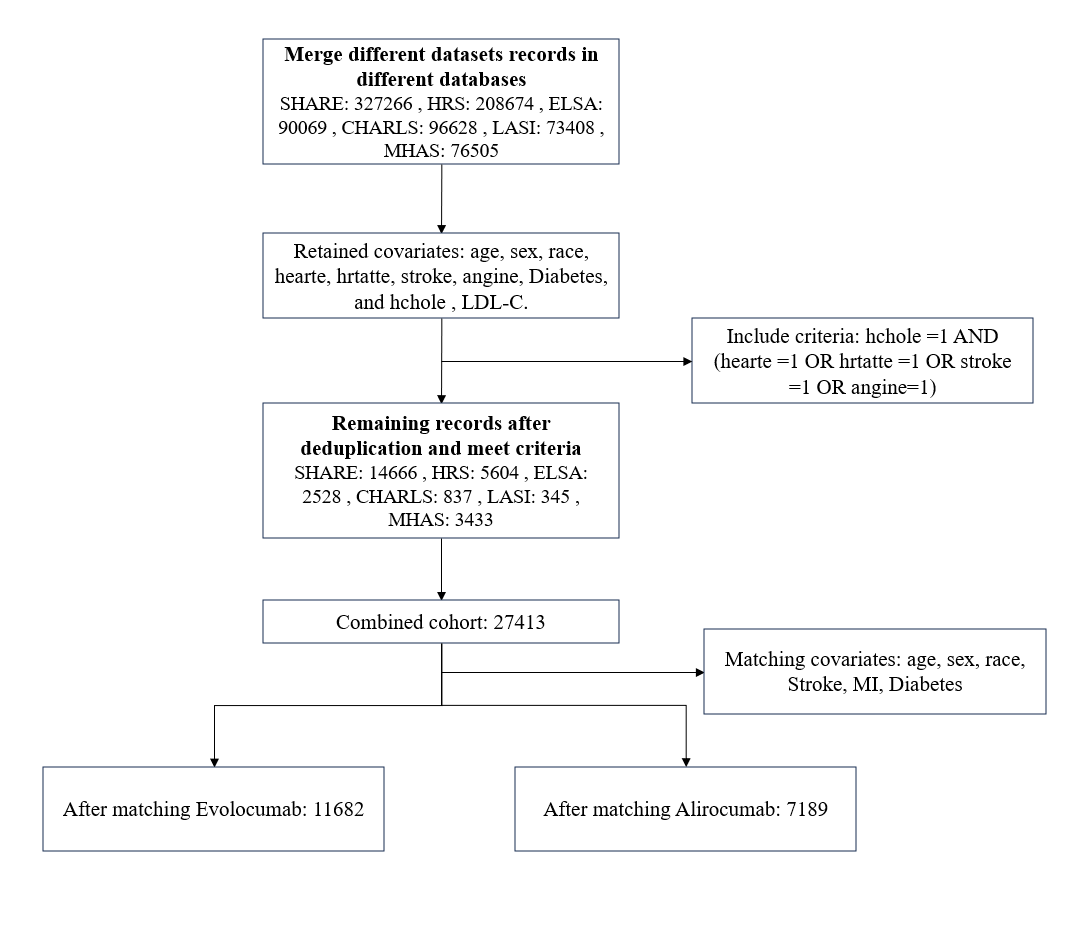 Merge different datasets records in
different databases
SHARE: 327266 , HRS: 208674 , ELSA:
90069 , CHARLS: 96628 , LASI: 73408 ,
MHAS: 76505
Retained covariates: age, sex, race,
hearte, hrtatte, stroke, angine, Diabetes,
and hchole , LDL-C.
Include criteria: hchole =1 AND
(hearte =1 OR hrtatte =1 OR stroke
=1 OR angine=1)
Remaining records after
deduplication and meet criteria
SHARE: 14666 , HRS: 5604 , ELSA:
2528 , CHARLS: 837 , LASI: 345 ,
MHAS: 3433
Combined cohort: 27413
Matching covariates: age, sex, race,
Stroke, MI, Diabetes
After matching Evolocumab: 11682
After matching Alirocumab: 7189